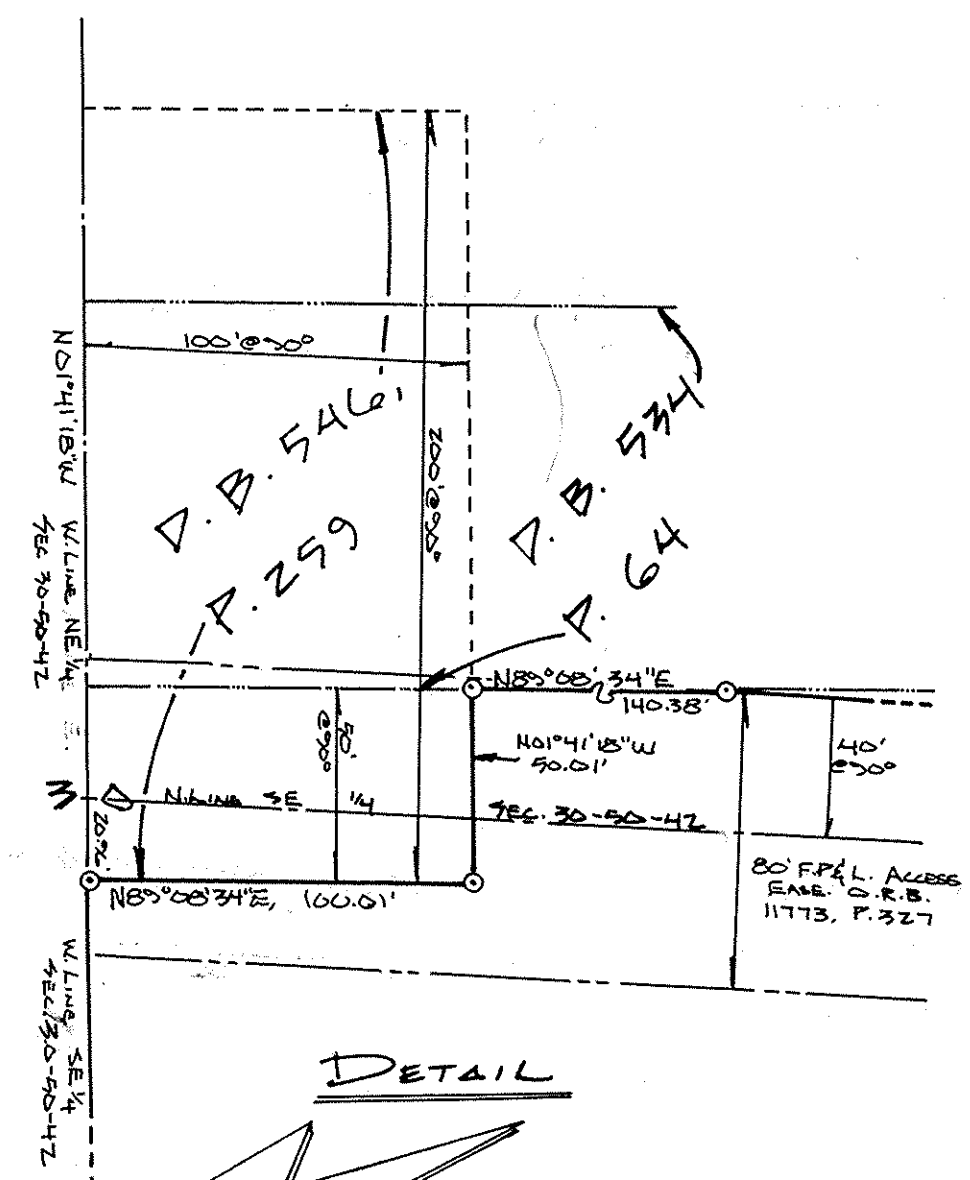 100'@90°
N01°41'18"W W. LINE NE 1/4
SEC 30-50-42
D. B. 546,
P. 259
200'@90°
D. B. 534
P. 64
N89°08'34"E
140.38'
50'
@90°
N01°41'18"W
50.01'
40'
@90°
N. LINE SE 1/4 SEC. 30-50-42
N89°08'34"E, 100.01'
80' F.P.& L. ACCESS
EASE. O.R.B.
11773, P. 327
W. LINE SE 1/4
SEC 30-50-42
DETAIL